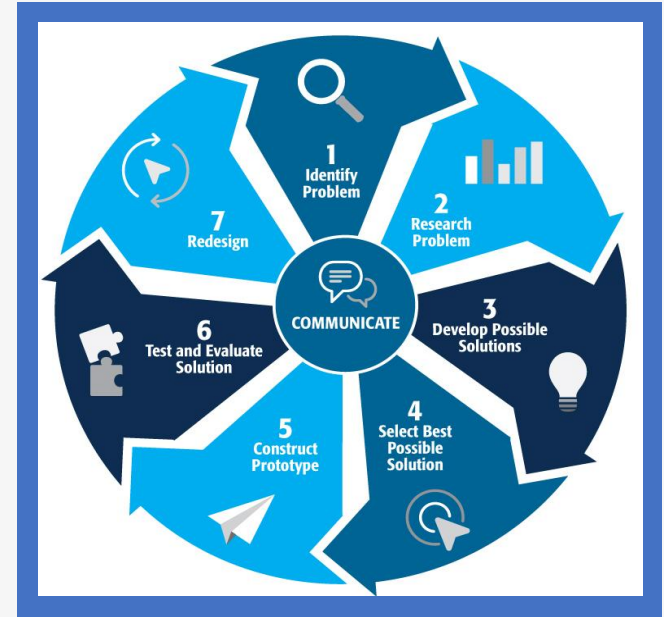 1
Identify
Problem
2
Research
Problem
3
Develop Possible
Solutions
4
Select Best
Possible
Solution
5
Construct
Prototype
6
Test and Evaluate
Solution
7
Redesign
COMMUNICATE